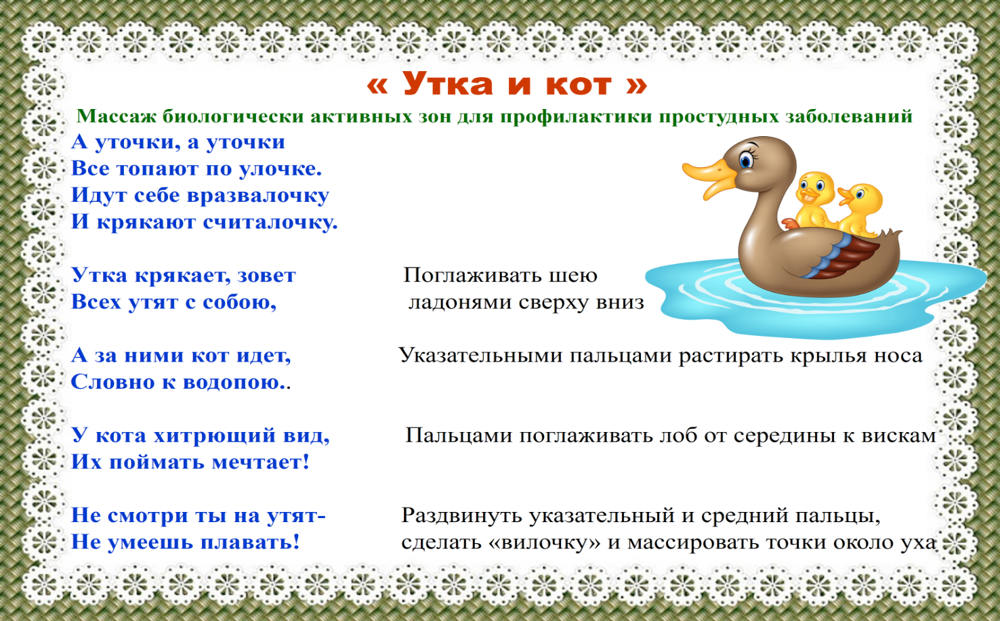 « Утка и кот »
Массаж биологически активных зон для профилактики простудных заболеваний
А уточки, а уточки
Все топают по улочке.
Идут себе вразвалочку
И крякают считалочку.
Утка крякает, зовет Поглаживать шею
Всех утят с собою, ладонями сверху вниз
А за ними кот идет, Указательными пальцами растирать крылья носа
Словно к водопою..
У кота хитрющий вид, Пальцами поглаживать лоб от середины к вискам
Их поймать мечтает!
Не смотри ты на утят- Раздвинуть указательный и средний пальцы,
Не умеешь плавать! сделать «вилочку» и массировать точки около уха